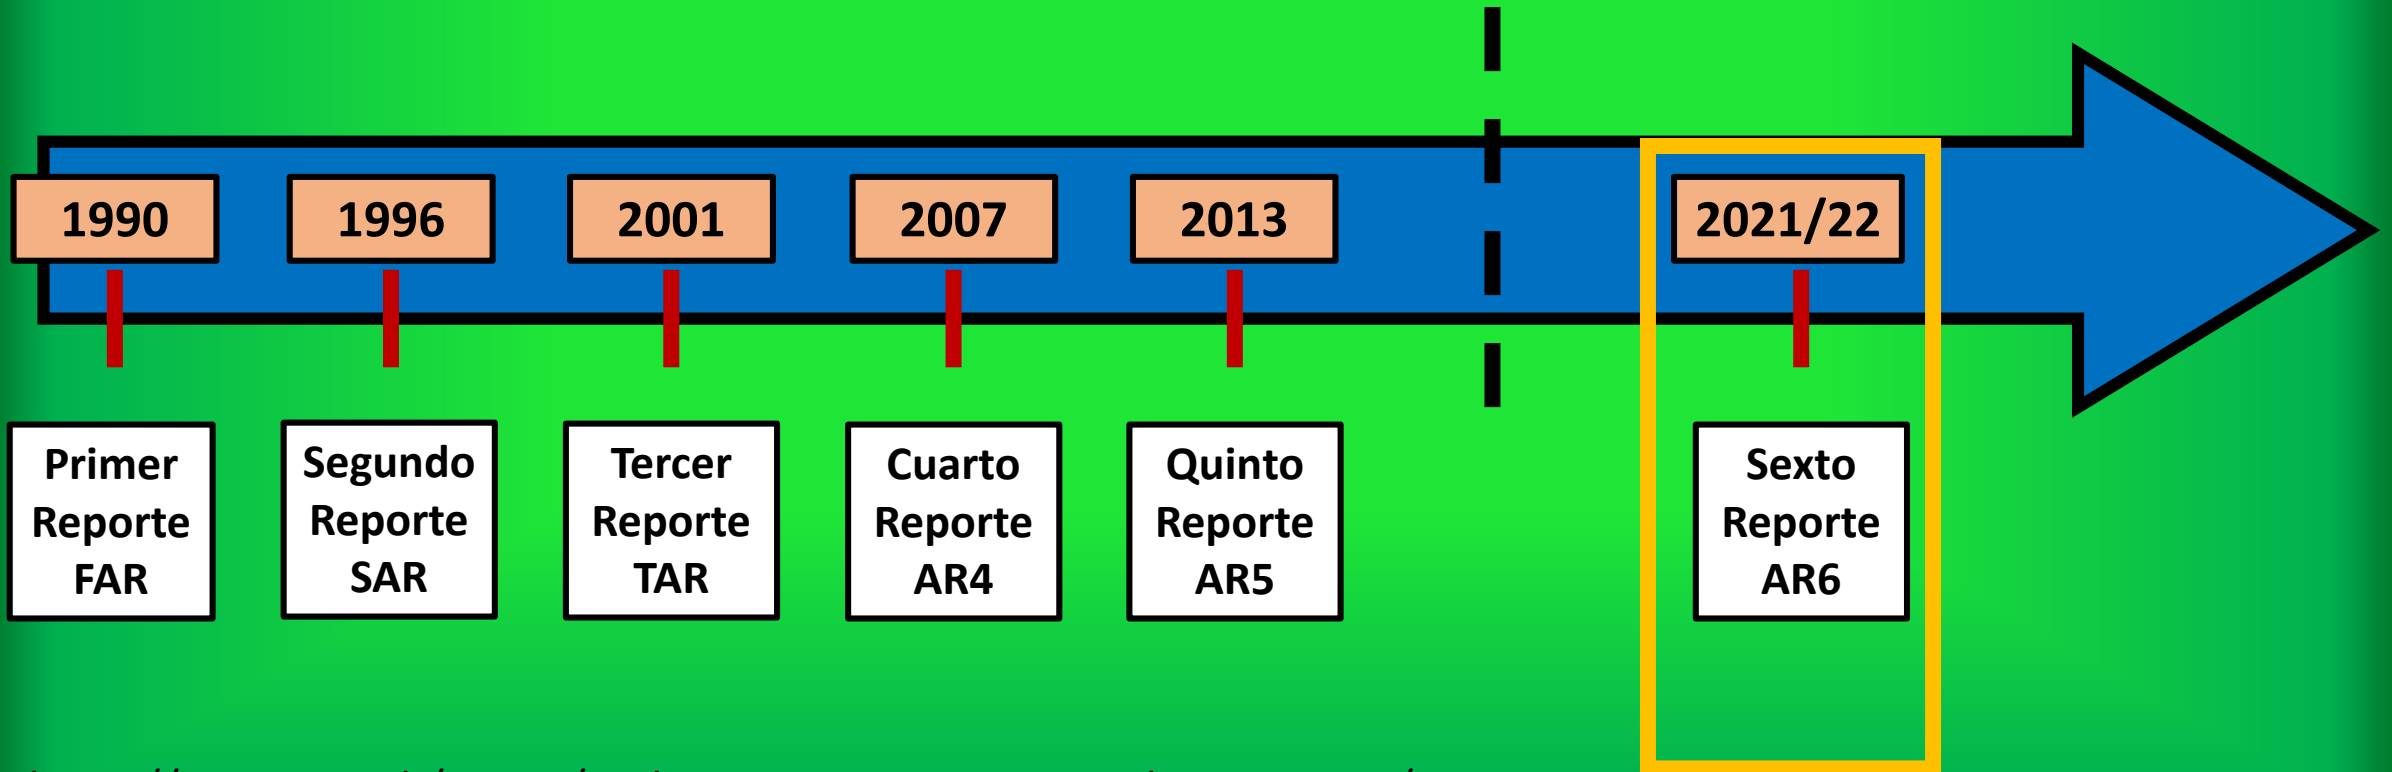 1990
1996
2001
2007
2013
2021/22
Primer
Reporte
FAR
Segundo
Reporte
SAR
Tercer
Reporte
TAR
Cuarto
Reporte
AR4
Quinto
Reporte
AR5
Sexto
Reporte
AR6